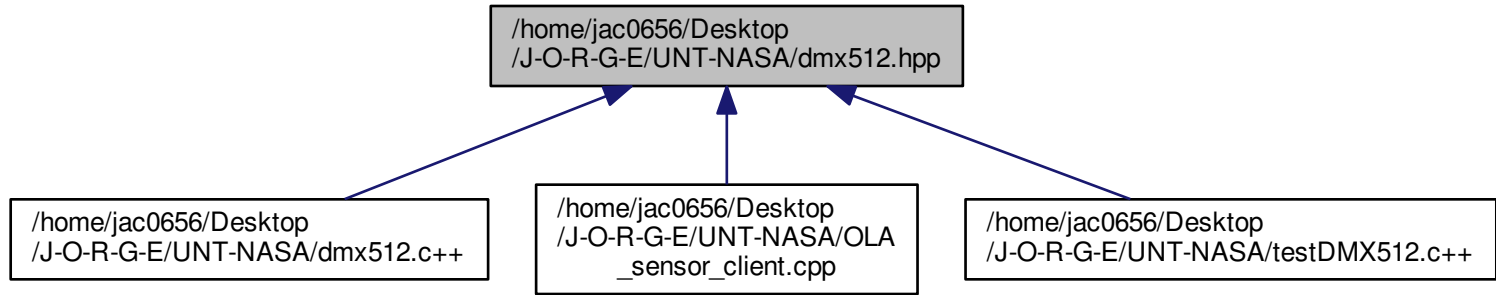 /home/jac0656/Desktop
/J-O-R-G-E/UNT-NASA/dmx512.hpp
/home/jac0656/Desktop
/J-O-R-G-E/UNT-NASA/dmx512.c++
/home/jac0656/Desktop
/J-O-R-G-E/UNT-NASA/OLA
_sensor_client.cpp
/home/jac0656/Desktop
/J-O-R-G-E/UNT-NASA/testDMX512.c++